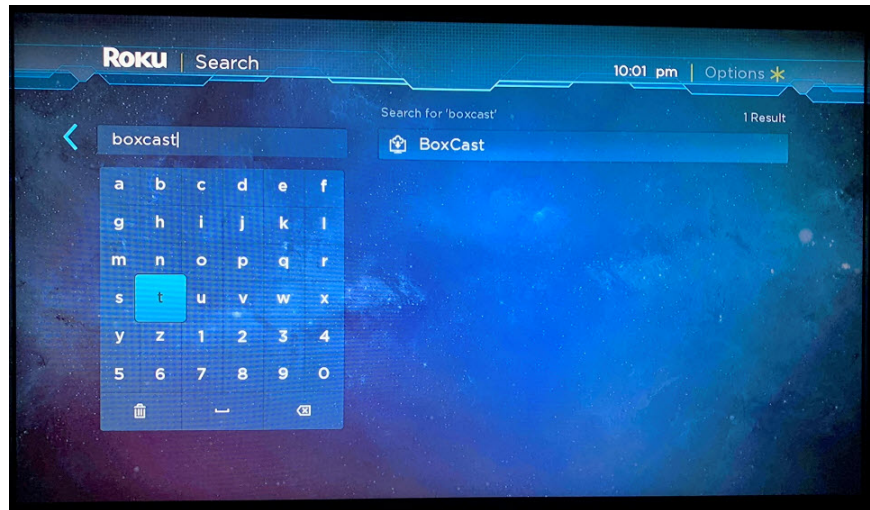 Roku | Search
10:01 pm | Options
Search for 'boxcast'
1 Result
boxcast
BoxCast
a b c d e f
g h i j k l
m n o p q r
s t u v w x
y z 1 2 3 4
5 6 7 8 9 0